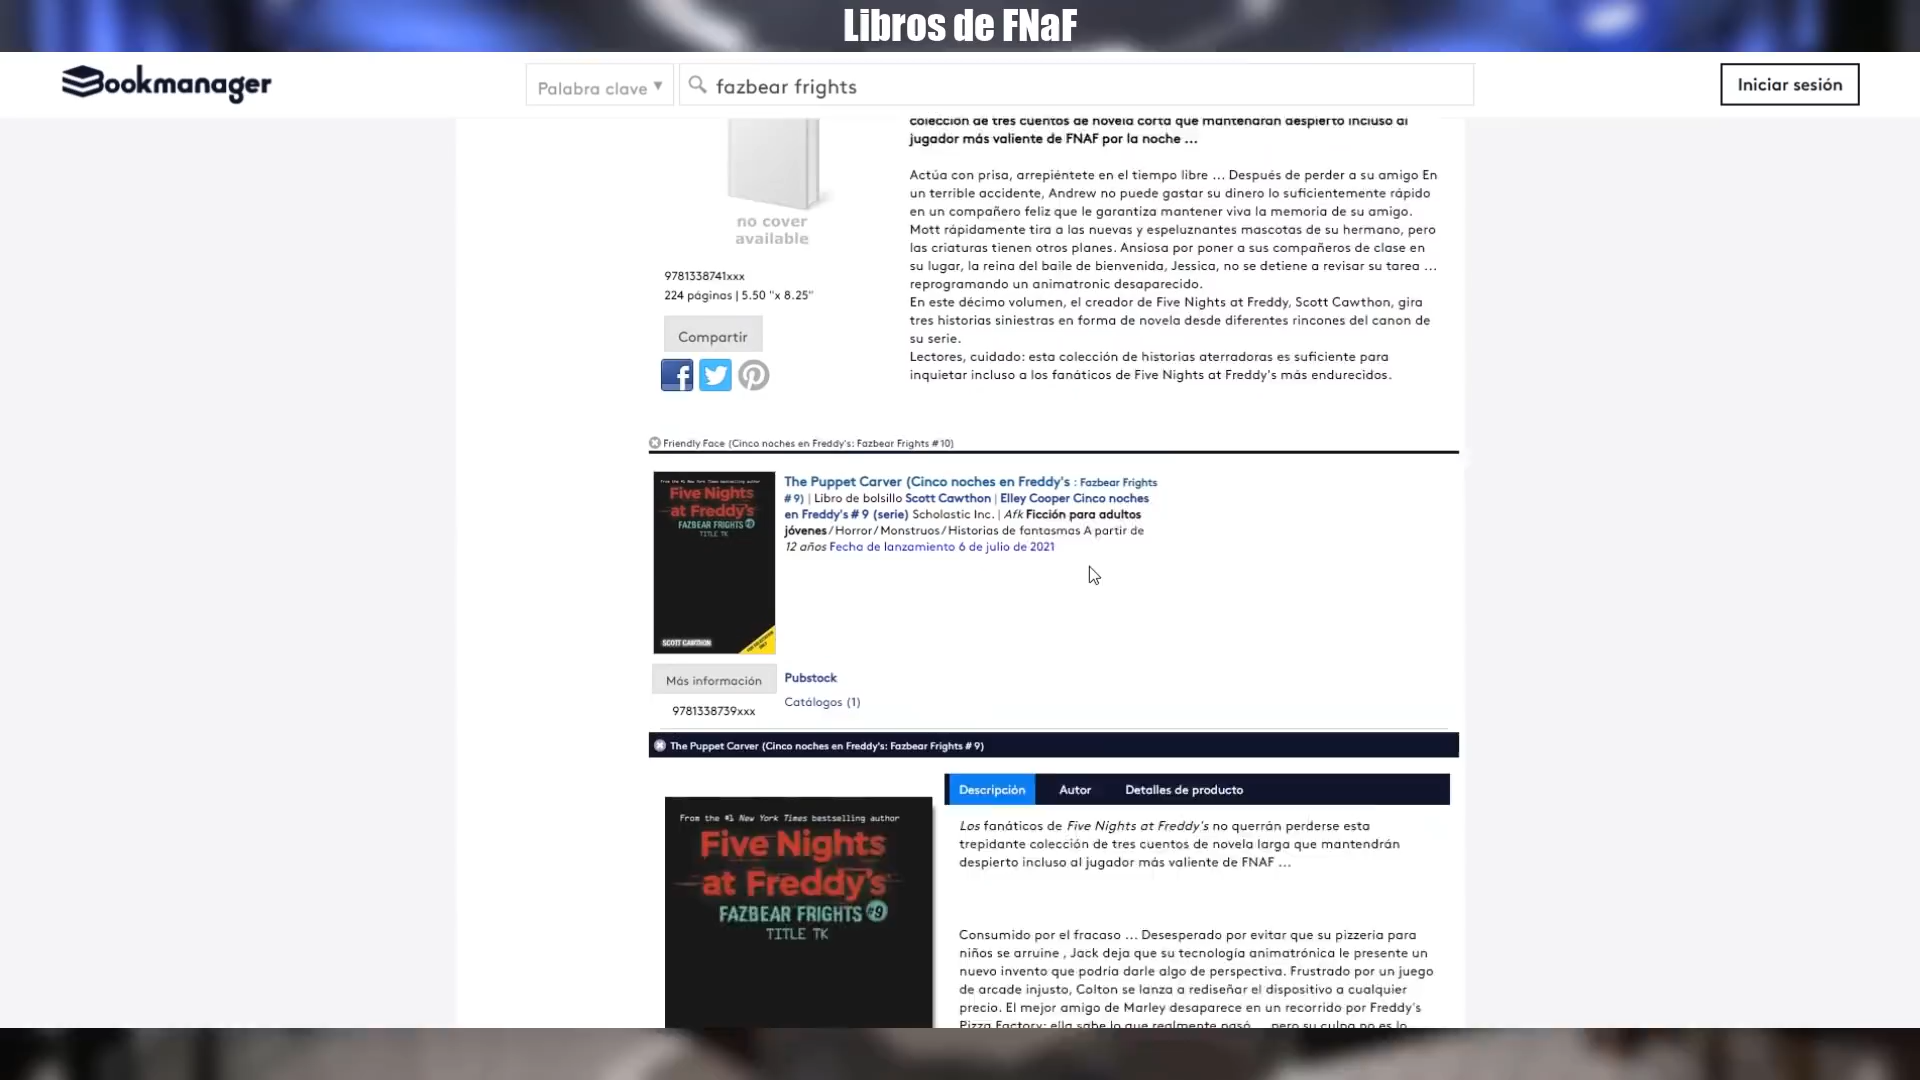 Libros de FNaF
Bookmanager
Palabra clave ▼
fazbear frights
Iniciar sesión
colección de tres cuentos de novela corta que mantendrán despierto incluso al
jugador más valiente de FNAF por la noche ...
Actúa con prisa, arrepiéntete en el tiempo libre ... Después de perder a su amigo En
un terrible accidente, Andrew no puede gastar su dinero lo suficientemente rápido
en un compañero feliz que le garantiza mantener viva la memoria de su amigo.
Mott rápidamente tira a las nuevas y espeluznantes mascotas de su hermano, pero
las criaturas tienen otros planes. Ansiosa por poner a sus compañeros de clase en
su lugar, la reina del baile de bienvenida, Jessica, no se detiene a revisar su tarea ...
reprogramando un animatronic desaparecido.
En este décimo volumen, el creador de Five Nights at Freddy, Scott Cawthon, gira
tres historias siniestras en forma de novela desde diferentes rincones del canon de
su serie.
Lectores, cuidado: esta colección de historias aterradoras es suficiente para
inquietar incluso a los fanáticos de Five Nights at Freddy's más endurecidos.
no cover
available
9781338741xxx
224 páginas | 5.50 "x 8.25"
Compartir
Friendly Face (Cinco noches en Freddy's: Fazbear Frights #10)
From the #1 New York Times bestselling author
Five Nights
at Freddy's
FAZBEAR FRIGHTS #9
TITLE TK
SCOTT CAWTHON
The Puppet Carver (Cinco noches en Freddy's : Fazbear Frights
# 9) | Libro de bolsillo Scott Cawthon | Elley Cooper Cinco noches
en Freddy's # 9 (serie) Scholastic Inc. | Afk Ficción para adultos
jóvenes / Horror / Monstruos / Historias de fantasmas A partir de
12 años Fecha de lanzamiento 6 de julio de 2021
Más información
9781338739xxx
Pubstock
Catálogos (1)
The Puppet Carver (Cinco noches en Freddy's: Fazbear Frights # 9)
From the #1 New York Times bestselling author
Five Nights
at Freddy's
FAZBEAR FRIGHTS #9
TITLE TK
Descripción
Autor
Detalles de producto
Los fanáticos de Five Nights at Freddy's no querrán perderse esta
trepidante colección de tres cuentos de novela larga que mantendrán
despierto incluso al jugador más valiente de FNAF ...
Consumido por el fracaso ... Desesperado por evitar que su pizzería para
niños se arruine , Jack deja que su tecnología animatrónica le presente un
nuevo invento que podría darle algo de perspectiva. Frustrado por un juego
de arcade injusto, Colton se lanza a rediseñar el dispositivo a cualquier
precio. El mejor amigo de Marley desaparece en un recorrido por Freddy's
Pizza Factory; ella sabe lo que realmente pasó ... pero su culpa no es lo